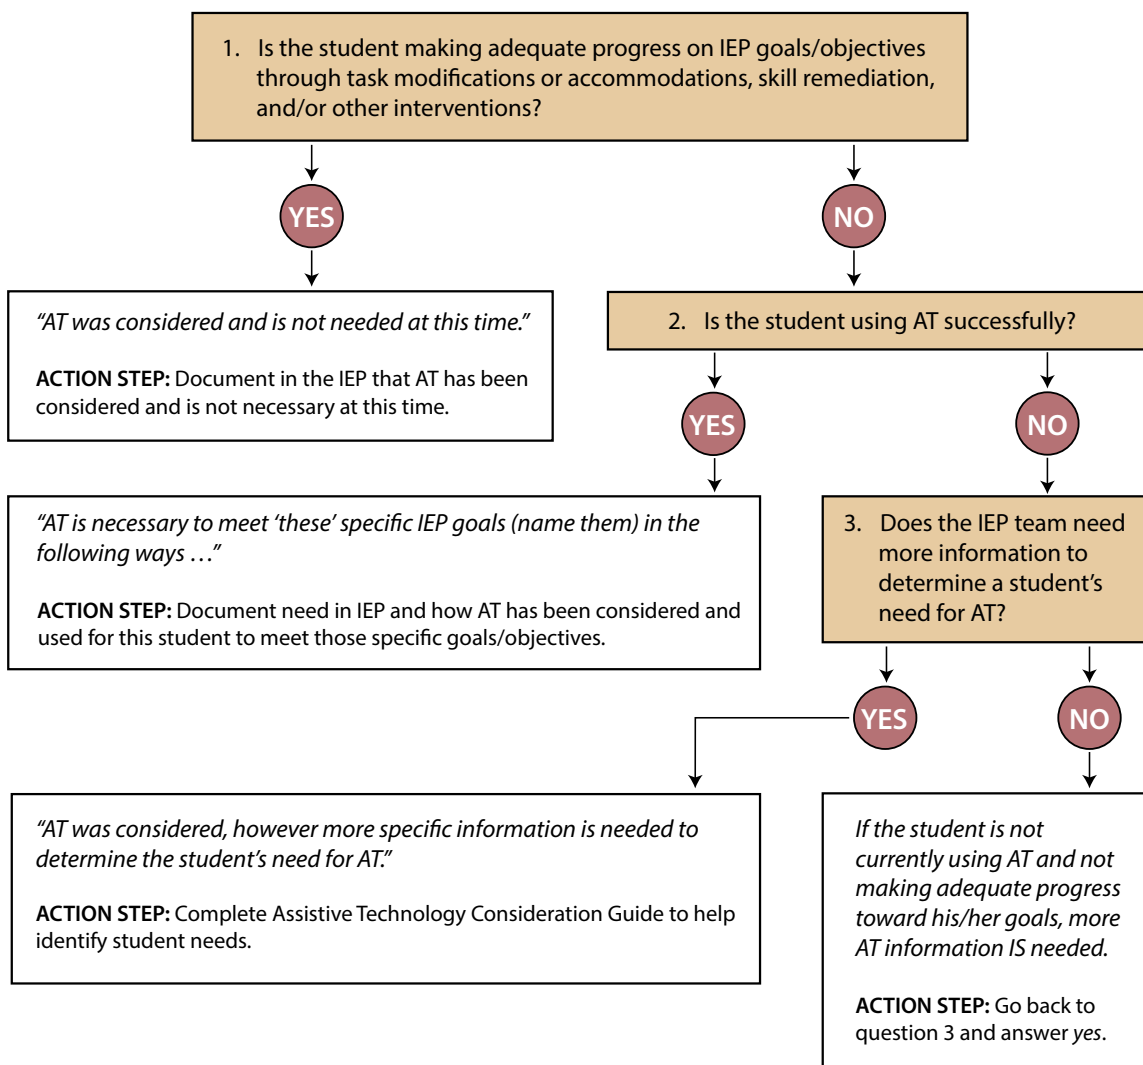 1. Is the student making adequate progress on IEP goals/objectives
through task modifications or accommodations, skill remediation,
and/or other interventions?
YES
NO
“AT was considered and is not needed at this time.”
ACTION STEP: Document in the IEP that AT has been
considered and is not necessary at this time.
2. Is the student using AT successfully?
YES
NO
“AT is necessary to meet ‘these’ specific IEP goals (name them) in the
following ways …”
ACTION STEP: Document need in IEP and how AT has been considered and
used for this student to meet those specific goals/objectives.
3. Does the IEP team need
more information to
determine a student’s
need for AT?
YES
NO
“AT was considered, however more specific information is needed to
determine the student’s need for AT.”
ACTION STEP: Complete Assistive Technology Consideration Guide to help
identify student needs.
If the student is not
currently using AT and not
making adequate progress
toward his/her goals, more
AT information IS needed.
ACTION STEP: Go back to
question 3 and answer yes.